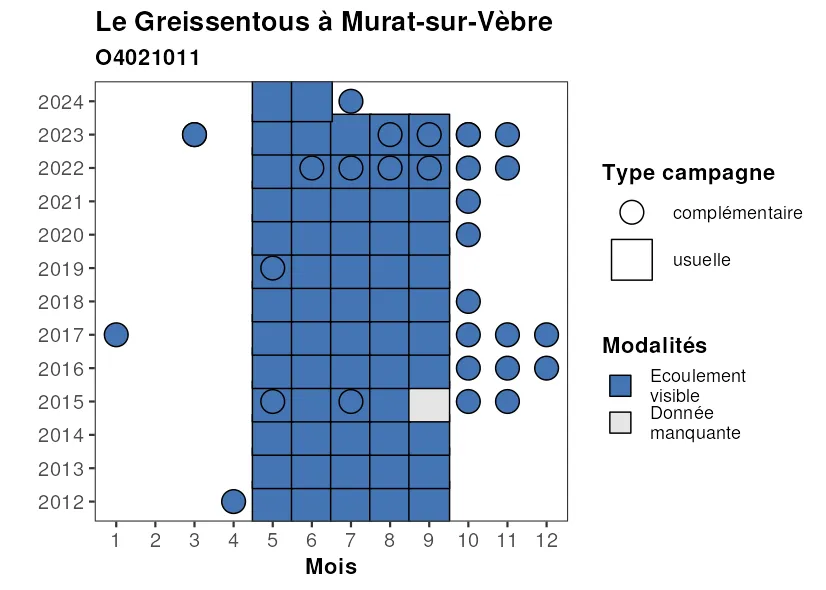 Le Greissentous à Murat-sur-Vèbre
O4021011
2024
2023
2022
2021
2020
2019
2018
2017
2016
2015
2014
2013
2012
1 2 3 4 5 6 7 8 9 10 11 12
Mois
Type campagne
complémentaire
usuelle
Modalités
Ecoulement
visible
Donnée
manquante